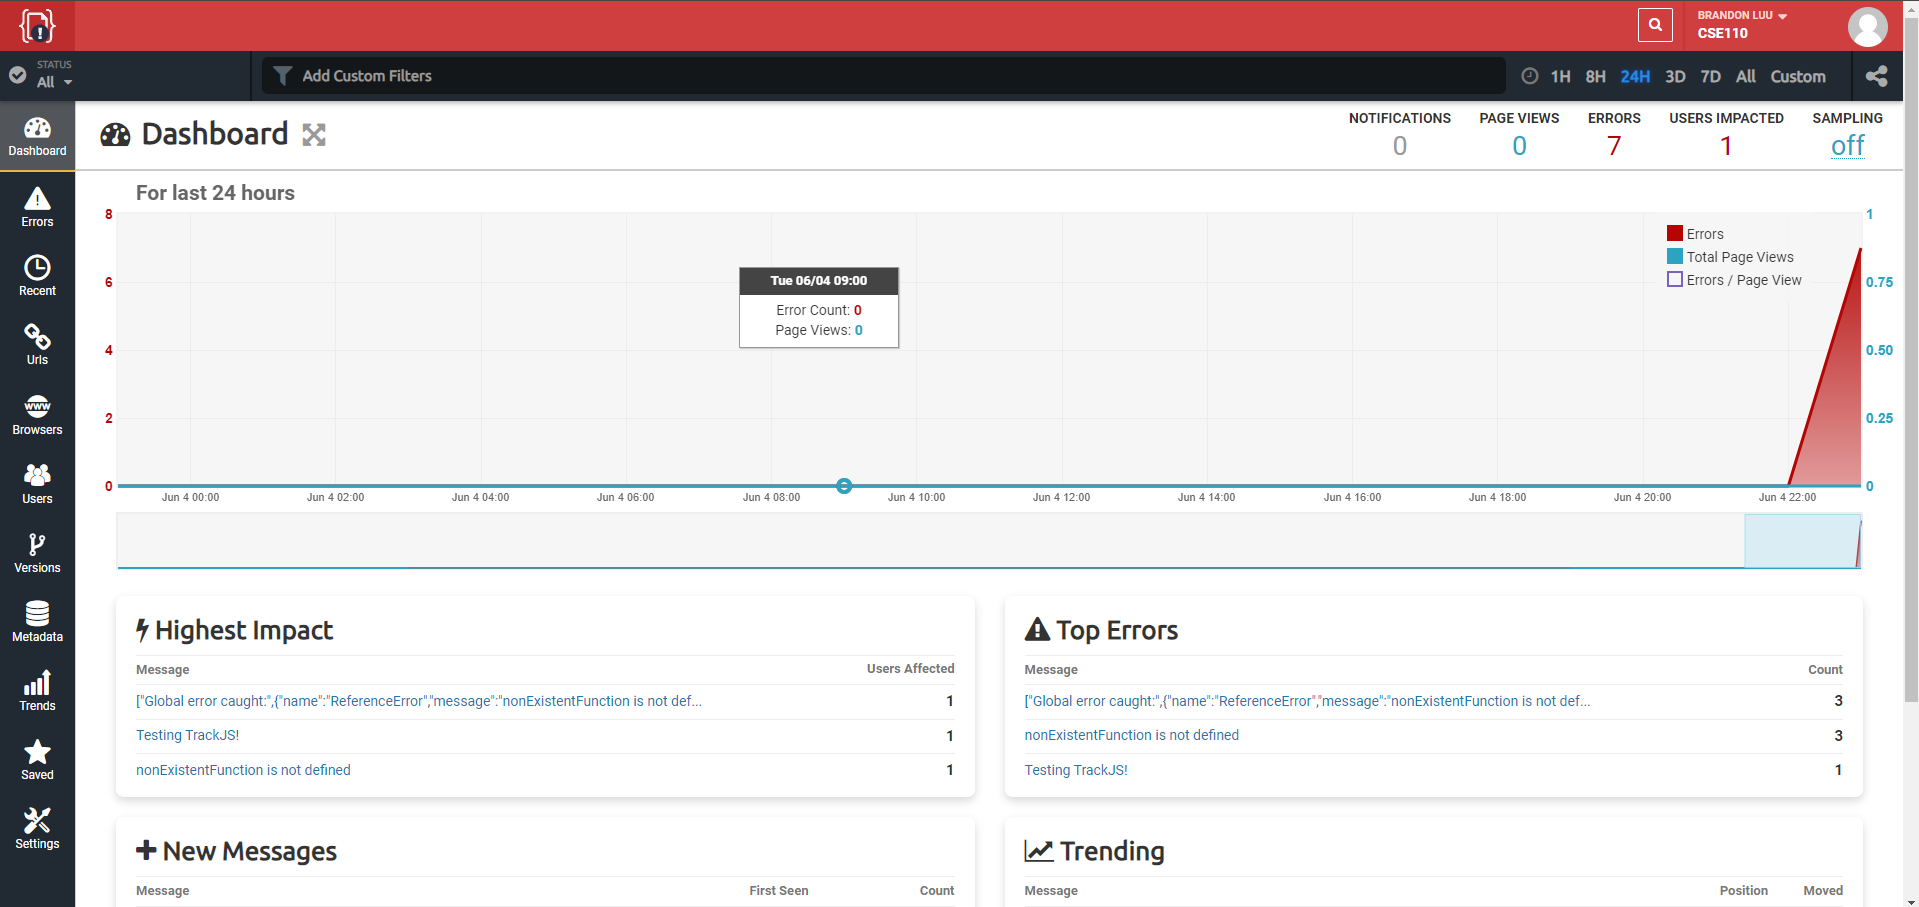 BRANDON LUU
CSE110
STATUS
All
Add Custom Filters
1H 8H 24H 3D 7D All Custom
Dashboard
Errors
Recent
Urls
www
Browsers
Users
Versions
Metadata
Trends
Saved
Settings
Dashboard
NOTIFICATIONS PAGE VIEWS ERRORS USERS IMPACTED SAMPLING
0 0 7 1 off
For last 24 hours
8
6
4
2
0
1
0.75
0.50
0.25
0
Errors
Total Page Views
Errors / Page View
Tue 06/04 09:00
Error Count: 0
Page Views: 0
Jun 4 00:00 Jun 4 02:00 Jun 4 04:00 Jun 4 06:00 Jun 4 08:00 Jun 4 10:00 Jun 4 12:00 Jun 4 14:00 Jun 4 16:00 Jun 4 18:00 Jun 4 20:00 Jun 4 22:00
Highest Impact
Message Users Affected
["Global error caught:",{"name":"ReferenceError","message":"nonExistentFunction is not def... 1
Testing TrackJS! 1
nonExistentFunction is not defined 1
Top Errors
Message Count
["Global error caught:",{"name":"ReferenceError","message":"nonExistentFunction is not def... 3
nonExistentFunction is not defined 3
Testing TrackJS! 1
New Messages
Message First Seen Count
Trending
Message Position Moved